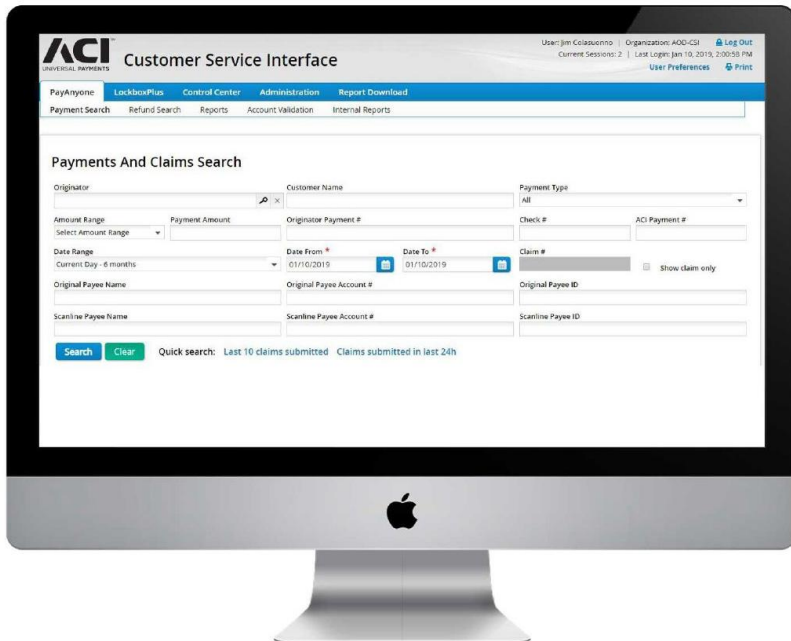 User: Jim Colasuonno | Organization: AOD-CSI Log Out
ACI™ Customer Service Interface
Current Sessions: 2 | Last Login: Jan 10, 2019, 2:00:58 PM
UNIVERSAL PAYMENTS
User Preferences Print
PayAnyone LockboxPlus Control Center Administration Report Download
Payment Search Refund Search Reports Account Validation Internal Reports
Payments And Claims Search
Originator Customer Name Payment Type
All
Amount Range Payment Amount Originator Payment # Check # ACI Payment #
Select Amount Range
Date Range Date From * Date To * Claim #
Current Day - 6 months 01/10/2019 01/10/2019 Show claim only
Original Payee Name Original Payee Account # Original Payee ID
Scanline Payee Name Scanline Payee Account # Scanline Payee ID
Search Clear Quick search: Last 10 claims submitted Claims submitted in last 24h